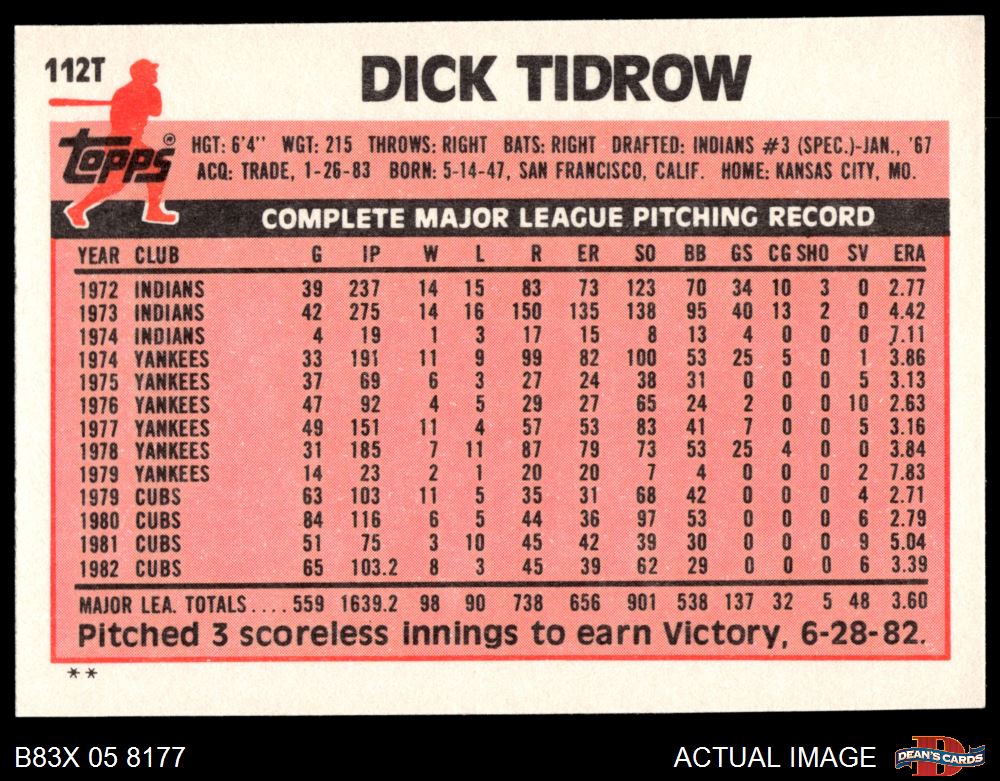 112T
DICK TIDROW
topps®
HGT: 6'4" WGT: 215 THROWS: RIGHT BATS: RIGHT DRAFTED: INDIANS #3 (SPEC.)-JAN., '67
ACQ: TRADE, 1-26-83 BORN: 5-14-47, SAN FRANCISCO, CALIF. HOME: KANSAS CITY, MO.
COMPLETE MAJOR LEAGUE PITCHING RECORD
YEAR CLUB G IP W L R ER SO BB GS CG SHO SV ERA
1972 INDIANS 39 237 14 15 83 73 123 70 34 10 3 0 2.77
1973 INDIANS 42 275 14 16 150 135 138 95 40 13 2 0 4.42
1974 INDIANS 4 19 1 3 17 15 8 13 4 0 0 0 7.11
1974 YANKEES 33 191 11 9 99 82 100 53 25 5 0 1 3.86
1975 YANKEES 37 69 6 3 27 24 38 31 0 0 0 5 3.13
1976 YANKEES 47 92 4 5 29 27 65 24 2 0 0 10 2.63
1977 YANKEES 49 151 11 4 57 53 83 41 7 0 0 5 3.16
1978 YANKEES 31 185 7 11 87 79 73 53 25 4 0 0 3.84
1979 YANKEES 14 23 2 1 20 20 7 4 0 0 0 2 7.83
1979 CUBS 63 103 11 5 35 31 68 42 0 0 0 4 2.71
1980 CUBS 84 116 6 5 44 36 97 53 0 0 0 6 2.79
1981 CUBS 51 75 3 10 45 42 39 30 0 0 0 9 5.04
1982 CUBS 65 103.2 8 3 45 39 62 29 0 0 0 6 3.39
MAJOR LEA. TOTALS.... 559 1639.2 98 90 738 656 901 538 137 32 5 48 3.60
Pitched 3 scoreless innings to earn Victory, 6-28-82.
**
B83X 05 8177 ACTUAL IMAGE DEAN'S CARDS